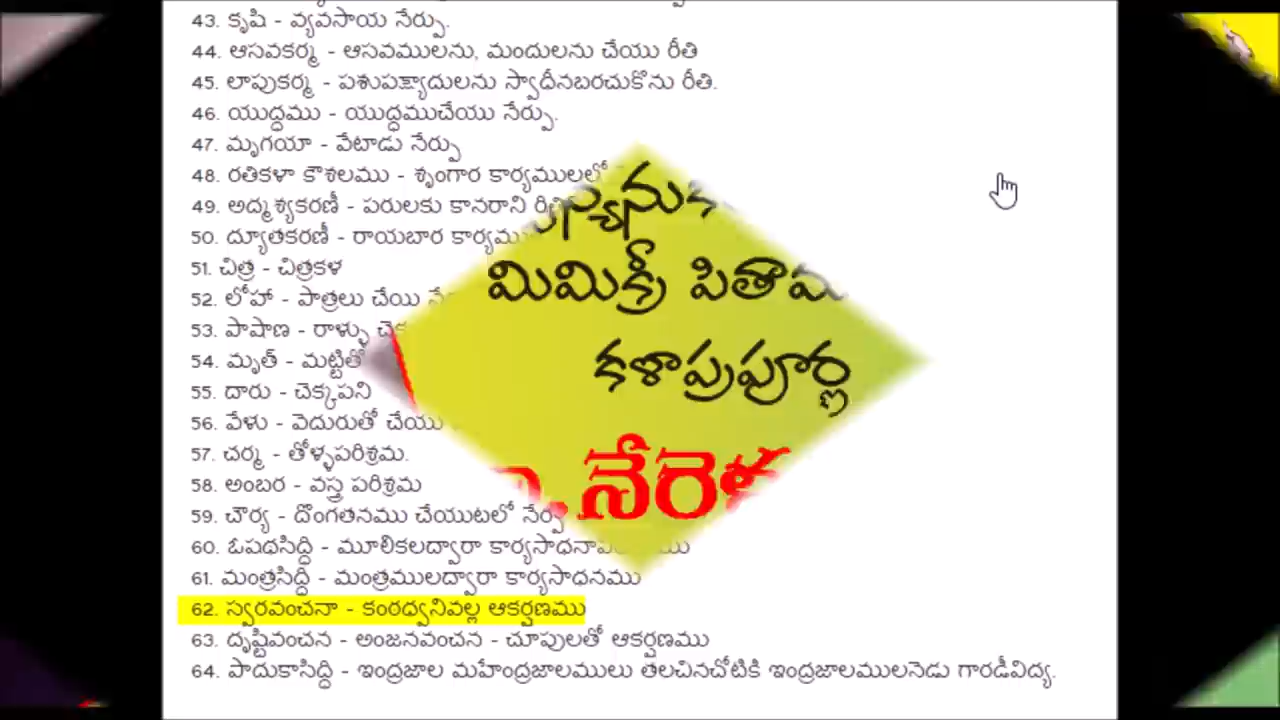 43. కృషి - వ్యవసాయ నేర్పు.
44. ఆసవకర్మ - ఆసవములను, మందులను చేయు రీతి
45. లాపుకర్మ - పశుపక్ష్యాదులను స్వాధీనబరచుకొను రీతి.
46. యుద్ధము - యుద్ధముచేయు నేర్పు.
47. మృగయా - వేటాడు నేర్పు
48. రతికళా కౌశలము - శృంగార కార్యములలో
49. అదృశ్యకరణీ - పరులకు కానరాని రీతి
50. ద్యూతకరణీ - రాయబార కార్యము
51. చిత్ర - చిత్రకళ
52. లోహా - పాత్రలు చేయి
మిమిక్రీ
53. పాషాణ - రాళ్ళు
54. మృత్ - మట్టితో
కళాప్రపూర్ణ
55. దారు - చెక్కపని
56. వేళు - వెదురుతో చేయు
57. చర్మ - తోళ్ళపరిశ్రమ.
58. అంబర - వస్త్ర పరిశ్రమ
59. చౌర్య - దొంగతనము చేయుటలో నేర్పు
60. ఓషధసిద్ధి - మూలికలద్వారా
61. మంత్రసిద్ధి - మంత్రములద్వారా కార్యసాధనము
62. స్వరవంచనా - కంఠధ్వనివల్ల ఆకర్షణము
63. దృష్టివంచన - అంజనవంచన - చూపులతో ఆకర్షణము
64. పాదుకాసిద్ధి - ఇంద్రజాల మహేంద్రజాలములు తలచినచోటికి ఇంద్రజాలములనెడు గారడీవిద్య.